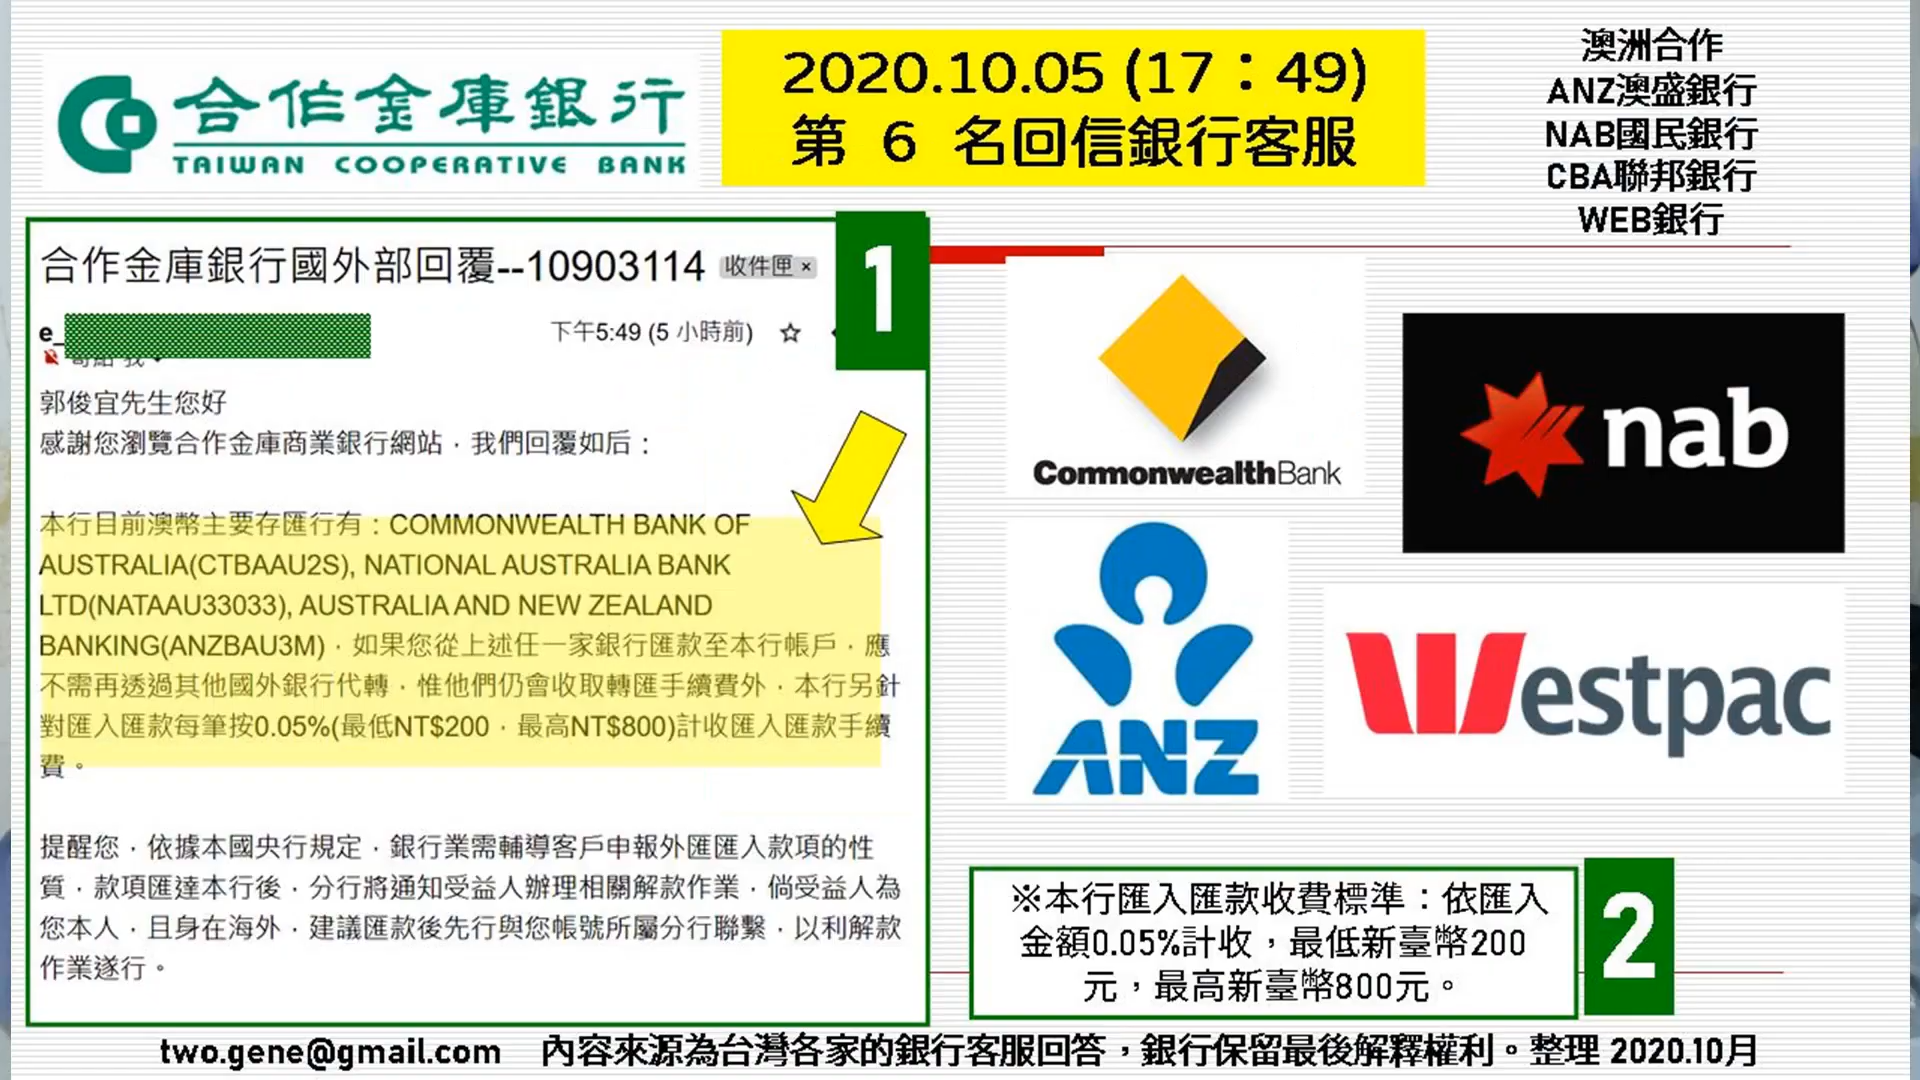 合作金庫銀行
TAIWAN COOPERATIVE BANK
2020.10.05 (17：49)
第 6 名回信銀行客服
澳洲合作
ANZ澳盛銀行
NAB國民銀行
CBA聯邦銀行
WEB銀行
1
合作金庫銀行國外部回覆--10903114 收件匣 ×
e_
下午5:49 (5 小時前)
郭俊宜先生您好
感謝您瀏覽合作金庫商業銀行網站，我們回覆如后：
本行目前澳幣主要存匯行有：COMMONWEALTH BANK OF
AUSTRALIA(CTBAAU2S), NATIONAL AUSTRALIA BANK
LTD(NATAAU33033), AUSTRALIA AND NEW ZEALAND
BANKING(ANZBAU3M)，如果您從上述任一家銀行匯款至本行帳戶，應
不需再透過其他國外銀行代轉，惟他們仍會收取轉匯手續費外，本行另針
對匯入匯款每筆按0.05%(最低NT$200，最高NT$800)計收匯入匯款手續
費。
提醒您，依據本國央行規定，銀行業需輔導客戶申報外匯匯入款項的性
質，款項匯達本行後，分行將通知受益人辦理相關解款作業，倘受益人為
您本人，且身在海外，建議匯款後先行與您帳號所屬分行聯繫，以利解款
作業遂行。
CommonwealthBank
nab
ANZ
Westpac
※本行匯入匯款收費標準：依匯入
金額0.05%計收，最低新臺幣200
元，最高新臺幣800元。
2
two.gene@gmail.com 內容來源為台灣各家的銀行客服回答，銀行保留最後解釋權利。整理 2020.10月